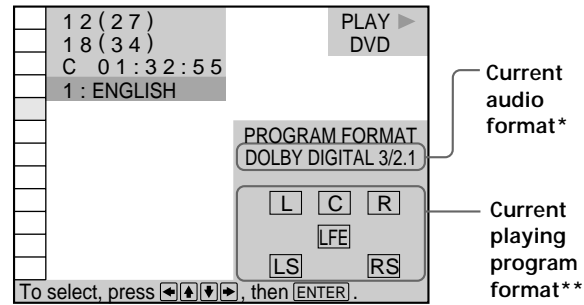 12(27)
18(34)
C 01:32:55
1 : ENGLISH
PLAY ▶
DVD
PROGRAM FORMAT
DOLBY DIGITAL 3/2.1
L C R
LFE
LS RS
To select, press ←↑↓→, then ENTER.
Current
audio
format*
Current
playing
program
format**